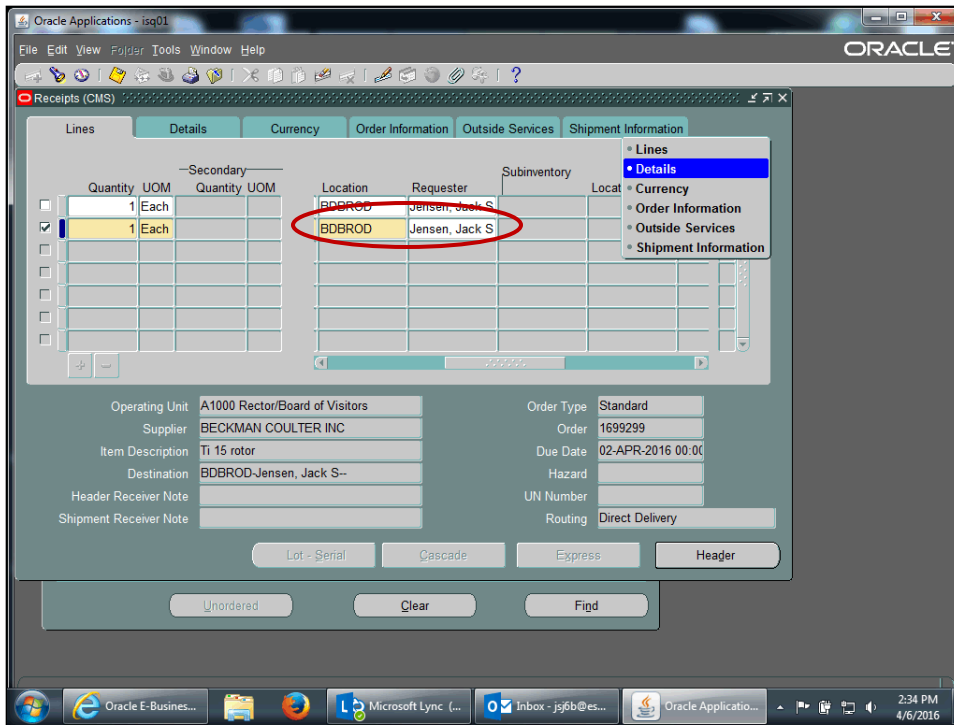 Oracle Applications - isq01
File Edit View Folder Tools Window Help
ORACLE
Receipts (CMS)
Lines Details Currency Order Information Outside Services Shipment Information
Lines
Details
Currency
Order Information
Outside Services
Shipment Information
Secondary
Subinventory
Quantity UOM Quantity UOM Location Requester Locat
1 Each BDBROD Jensen, Jack S
1 Each BDBROD Jensen, Jack S
Operating Unit A1000 Rector/Board of Visitors Order Type Standard
Supplier BECKMAN COULTER INC Order 1699299
Item Description Ti 15 rotor Due Date 02-APR-2016 00:00
Destination BDBROD-Jensen, Jack S-- Hazard
Header Receiver Note UN Number
Shipment Receiver Note Routing Direct Delivery
Lot - Serial Cascade Express Header
Unordered Clear Find
Oracle E-Busines... Microsoft Lync (... Inbox - jsj6b@es... Oracle Applicatio... 2:34 PM
4/6/2016